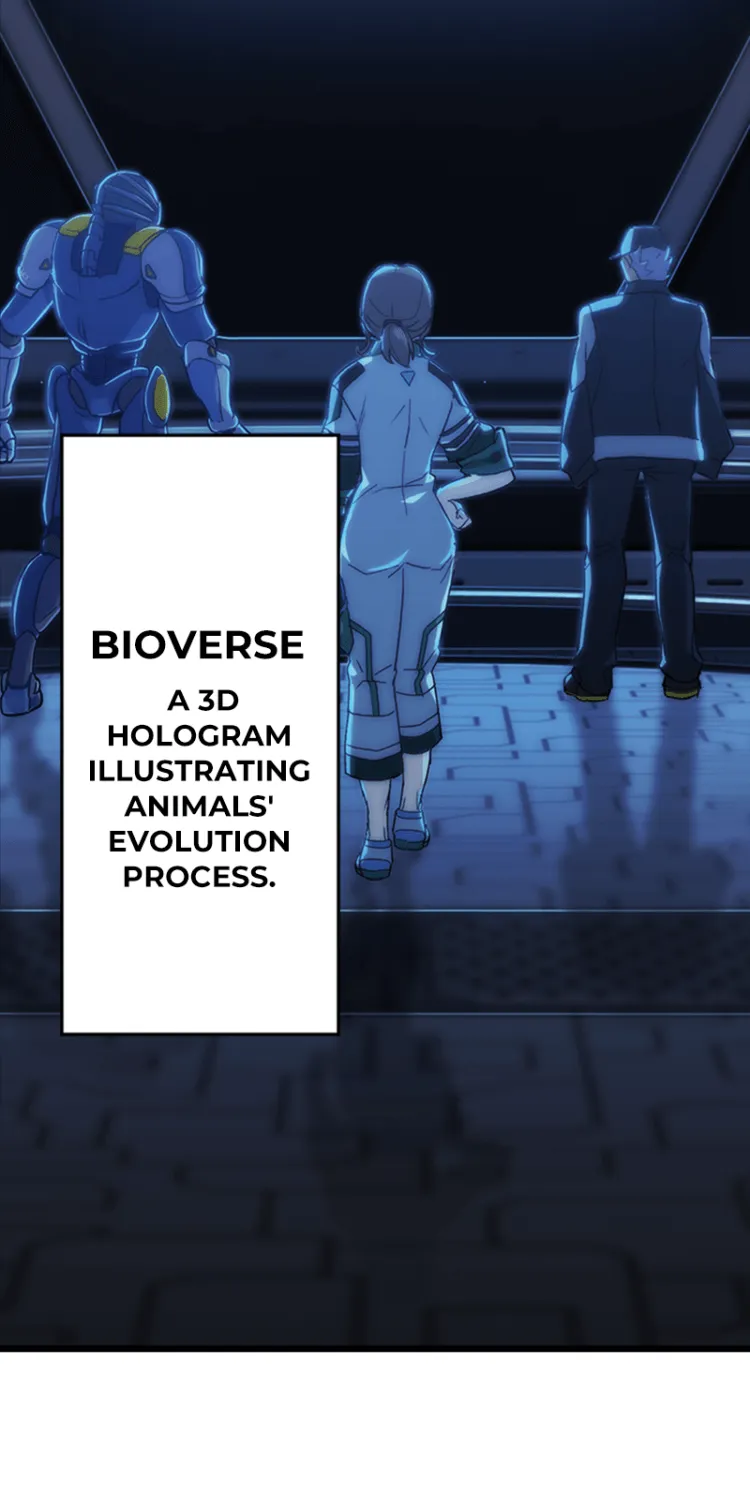 BIOVERSE
A 3D
HOLOGRAM
ILLUSTRATING
ANIMALS'
EVOLUTION
PROCESS.